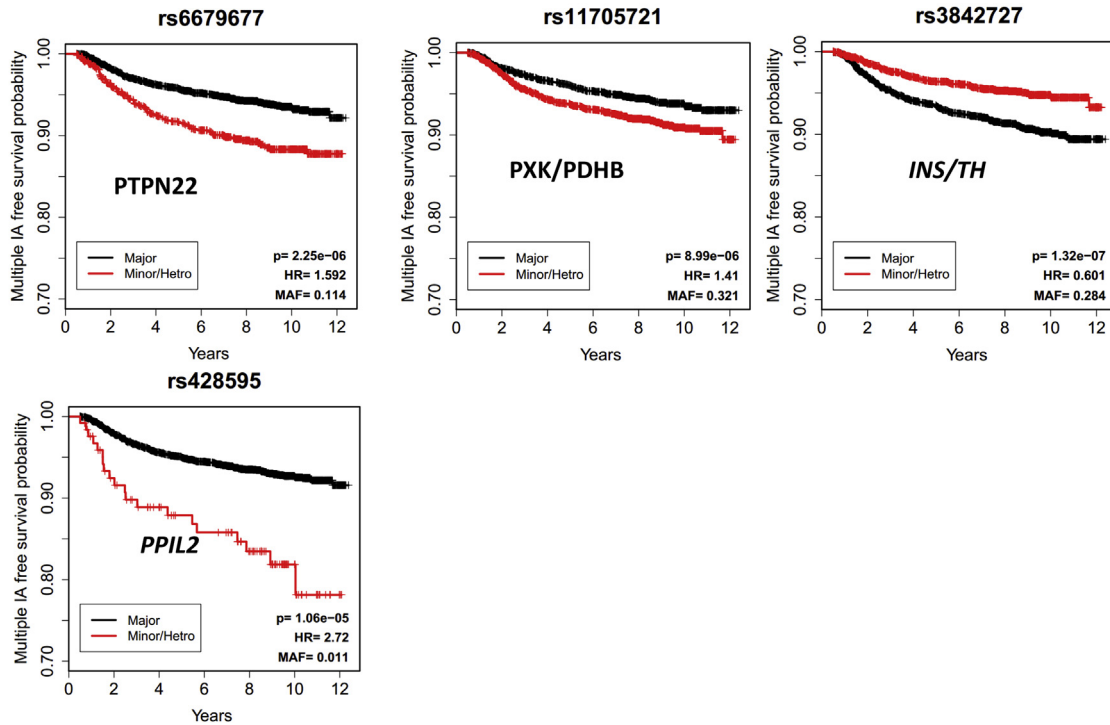 rs6679677
Multiple IA free survival probability
1.00
0.90
0.80
0.70
PTPN22
Major
Minor/Hetro
p= 2.25e−06
HR= 1.592
MAF= 0.114
0 2 4 6 8 10 12
Years
rs11705721
Multiple IA free survival probability
1.00
0.90
0.80
0.70
PXK/PDHB
Major
Minor/Hetro
p= 8.99e−06
HR= 1.41
MAF= 0.321
0 2 4 6 8 10 12
Years
rs3842727
Multiple IA free survival probability
1.00
0.90
0.80
0.70
INS/TH
Major
Minor/Hetro
p= 1.32e−07
HR= 0.601
MAF= 0.284
0 2 4 6 8 10 12
Years
rs428595
Multiple IA free survival probability
1.00
0.90
0.80
0.70
PPIL2
Major
Minor/Hetro
p= 1.06e−05
HR= 2.72
MAF= 0.011
0 2 4 6 8 10 12
Years